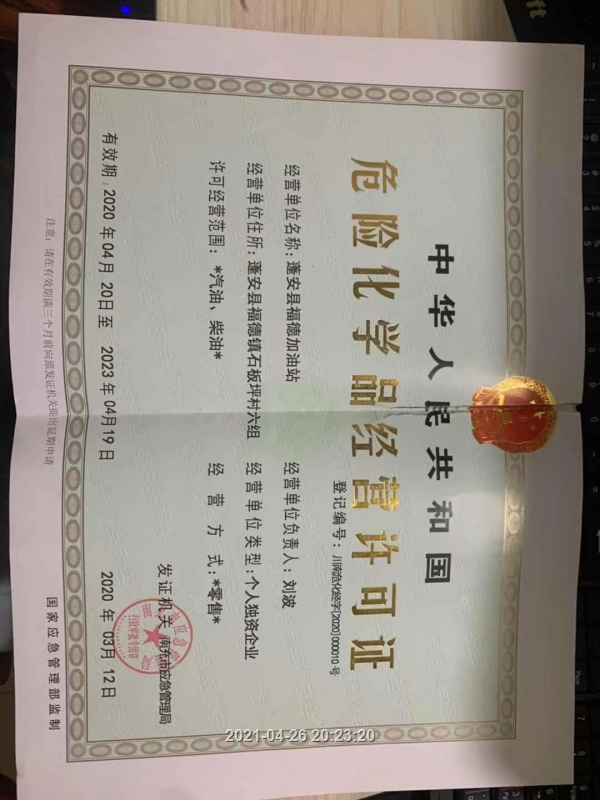 中华人民共和国
危险化学品经营许可证
登记编号：川南危化经字[2020]000010号
经营单位名称：蓬安县福德加油站
经营单位负责人：刘波
经营单位住所：蓬安县福德镇石板坪村六组
经营单位类型：个人独资企业
许可经营范围：*汽油、柴油*
经营方式：*零售*
发证机关 南充市应急管理局
有效期：2020年04月20日至2023年04月19日
2020年03月12日
注意：请在有效期满三个月前向原发证机关提出延期申请
国家应急管理部监制
行政审批专用章
2021-04-26 20:23:20